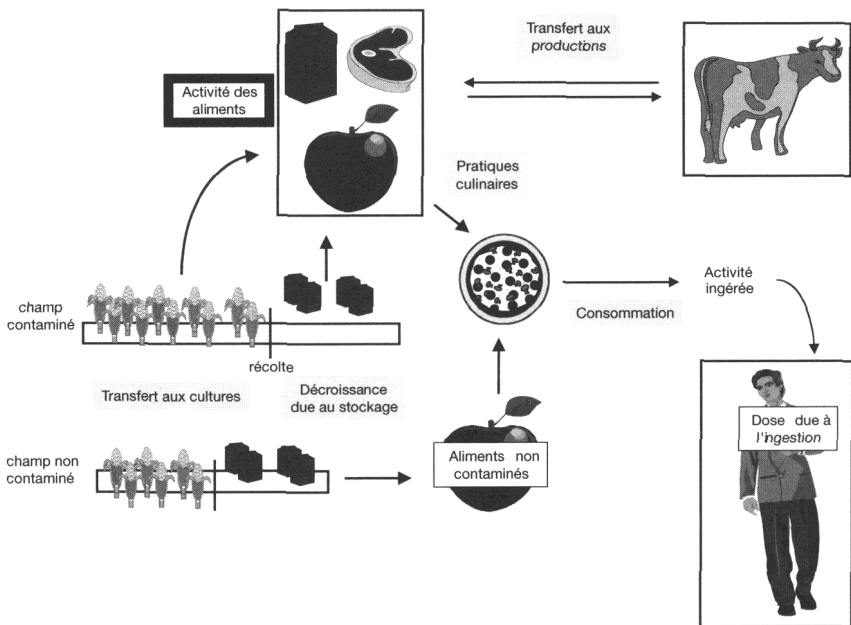 Transfert aux
productions
Activité des
aliments
Pratiques
culinaires
champ
contaminé
récolte
Activité
ingérée
Consommation
Transfert aux cultures
Décroissance
due au stockage
champ non
contaminé
Aliments non
contaminés
Dose due à
l'ingestion